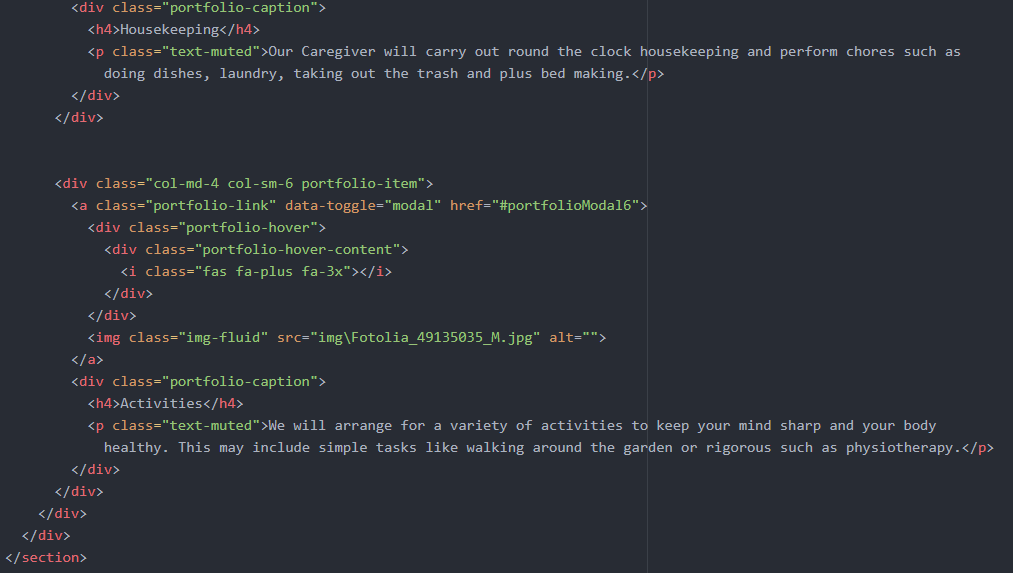 <div class="portfolio-caption">
<h4>Housekeeping</h4>
<p class="text-muted">Our Caregiver will carry out round the clock housekeeping and perform chores such as
doing dishes, laundry, taking out the trash and plus bed making.</p>
</div>
</div>
<div class="col-md-4 col-sm-6 portfolio-item">
<a class="portfolio-link" data-toggle="modal" href="#portfolioModal6">
<div class="portfolio-hover">
<div class="portfolio-hover-content">
<i class="fas fa-plus fa-3x"></i>
</div>
</div>
<img class="img-fluid" src="img\Fotolia_49135035_M.jpg" alt="">
</a>
<div class="portfolio-caption">
<h4>Activities</h4>
<p class="text-muted">We will arrange for a variety of activities to keep your mind sharp and your body
healthy. This may include simple tasks like walking around the garden or rigorous such as physiotherapy.</p>
</div>
</div>
</div>
</div>
</section>